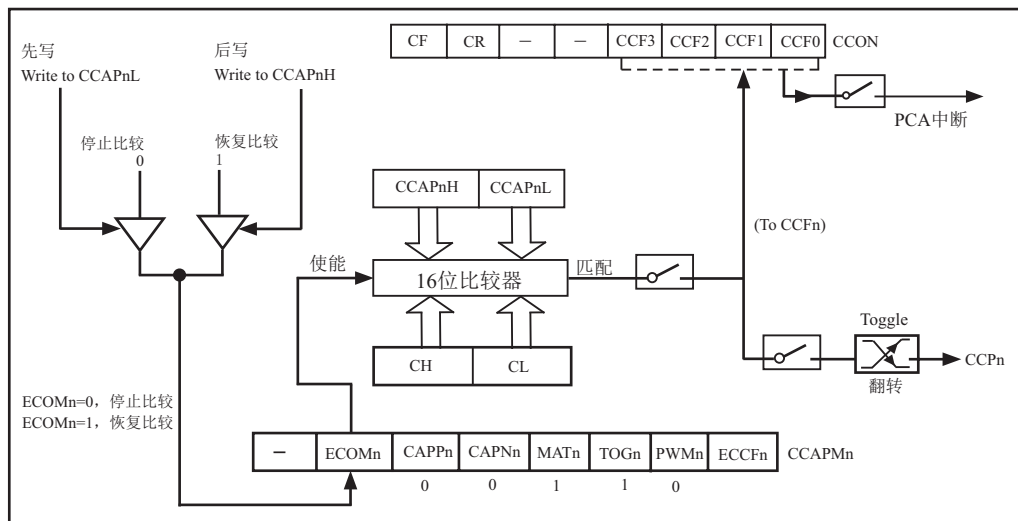 CF CR － － CCF3 CCF2 CCF1 CCF0 CCON
先写
Write to CCAPnL
后写
Write to CCAPnH
PCA中断
停止比较
0
恢复比较
1
CCAPnH CCAPnL
(To CCFn)
使能
16位比较器
匹配
CH CL
Toggle
CCPn
翻转
ECOMn=0，停止比较
ECOMn=1，恢复比较
－ ECOMn CAPPn CAPNn MATn TOGn PWMn ECCFn CCAPMn
0 0 1 1 0